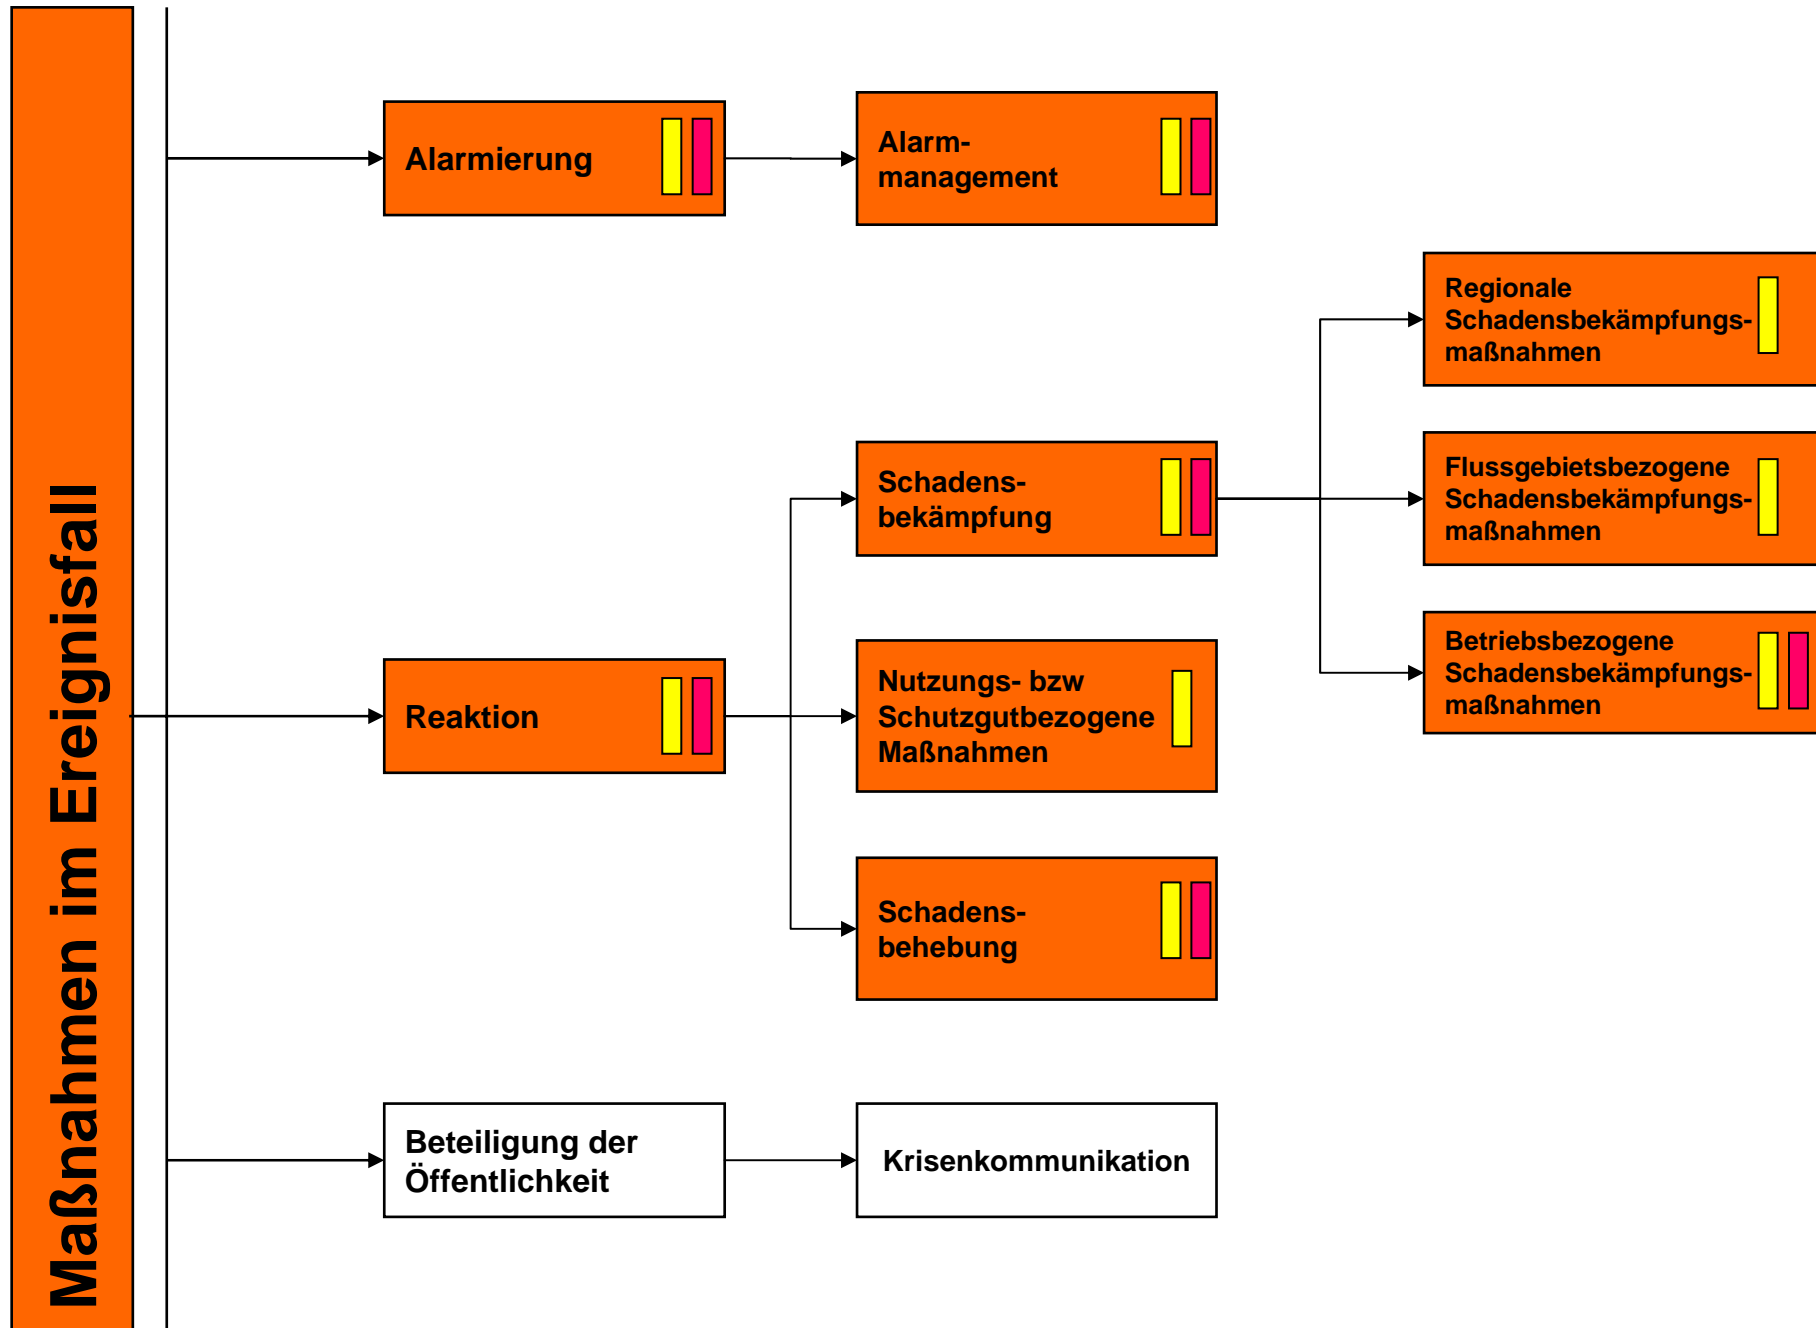 Maßnahmen im Ereignisfall
Alarmierung
Alarm-
management
Regionale
Schadensbekämpfungs-
maßnahmen
Schadens-
bekämpfung
Flussgebietsbezogene
Schadensbekämpfungs-
maßnahmen
Betriebsbezogene
Schadensbekämpfungs-
maßnahmen
Reaktion
Nutzungs- bzw
Schutzgutbezogene
Maßnahmen
Schadens-
behebung
Beteiligung der
Öffentlichkeit
Krisenkommunikation